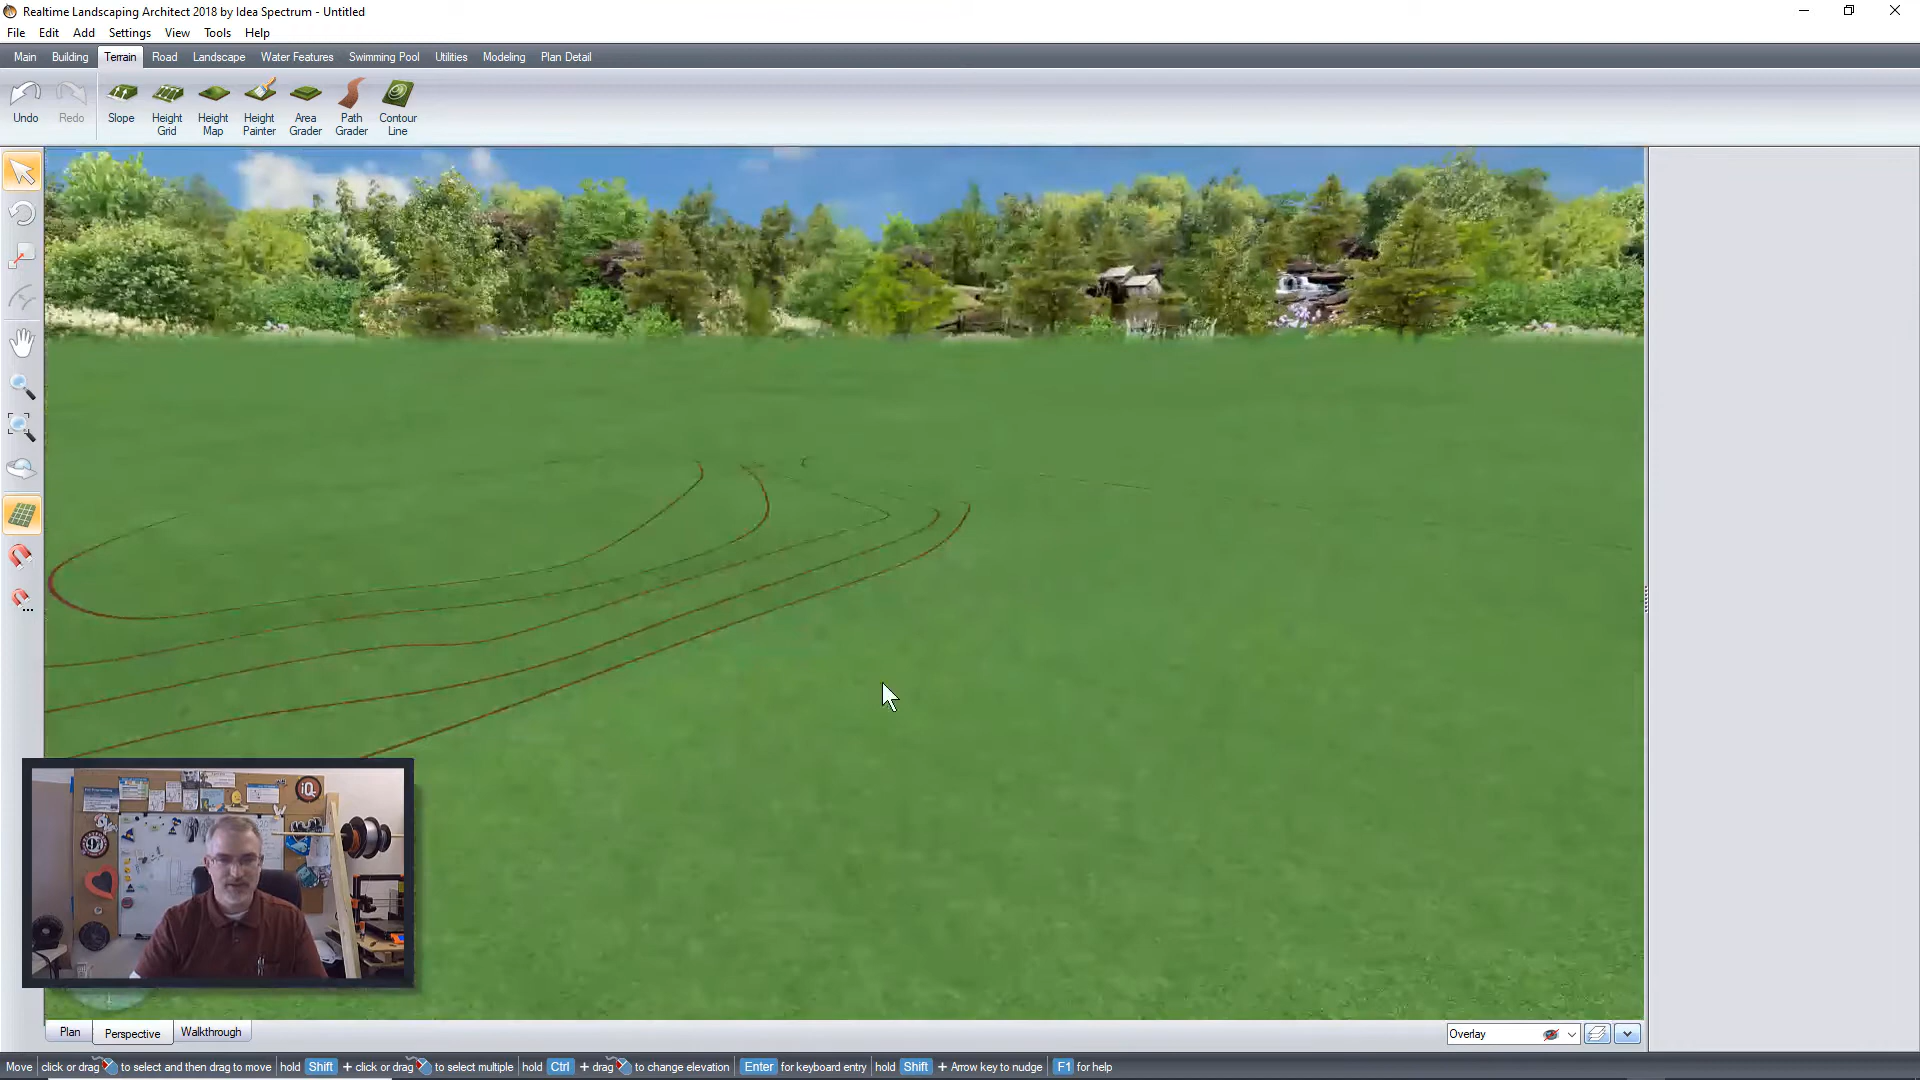 Realtime Landscaping Architect 2018 by Idea Spectrum - Untitled
File Edit Add Settings View Tools Help
Main Building Terrain Road Landscape Water Features Swimming Pool Utilities Modeling Plan Detail
Undo Redo Slope Height Grid Height Map Height Painter Area Grader Path Grader Contour Line
Plan Perspective Walkthrough
Overlay
Move click or drag to select and then drag to move hold Shift + click or drag to select multiple hold Ctrl + drag to change elevation Enter for keyboard entry hold Shift + Arrow key to nudge F1 for help